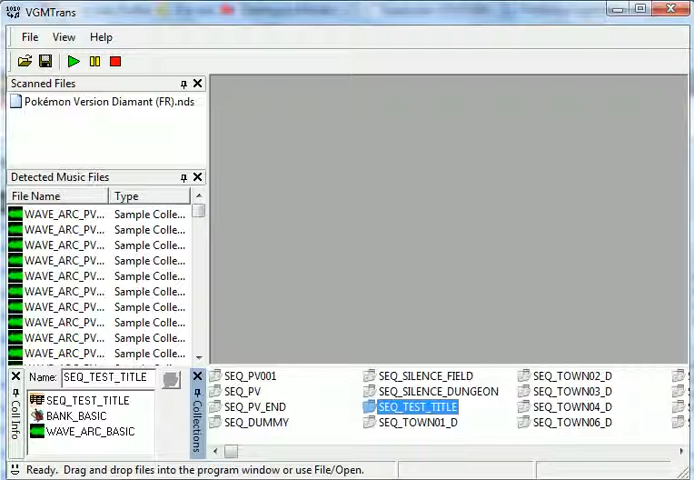 VGMTrans
File View Help
Scanned Files
Pokémon Version Diamant (FR).nds
Detected Music Files
File Name Type
WAVE_ARC_PV... Sample Colle...
WAVE_ARC_PV... Sample Colle...
WAVE_ARC_PV... Sample Colle...
WAVE_ARC_PV... Sample Colle...
WAVE_ARC_PV... Sample Colle...
WAVE_ARC_PV... Sample Colle...
WAVE_ARC_PV... Sample Colle...
WAVE_ARC_PV... Sample Colle...
WAVE_ARC_PV... Sample Colle...
WAVE_ARC_PV... Sample Colle...
Coll Info
Name: SEQ_TEST_TITLE
SEQ_TEST_TITLE
BANK_BASIC
WAVE_ARC_BASIC
Collections
SEQ_PV001 SEQ_SILENCE_FIELD SEQ_TOWN02_D
SEQ_PV SEQ_SILENCE_DUNGEON SEQ_TOWN03_D
SEQ_PV_END SEQ_TEST_TITLE SEQ_TOWN04_D
SEQ_DUMMY SEQ_TOWN01_D SEQ_TOWN06_D
Ready. Drag and drop files into the program window or use File/Open.